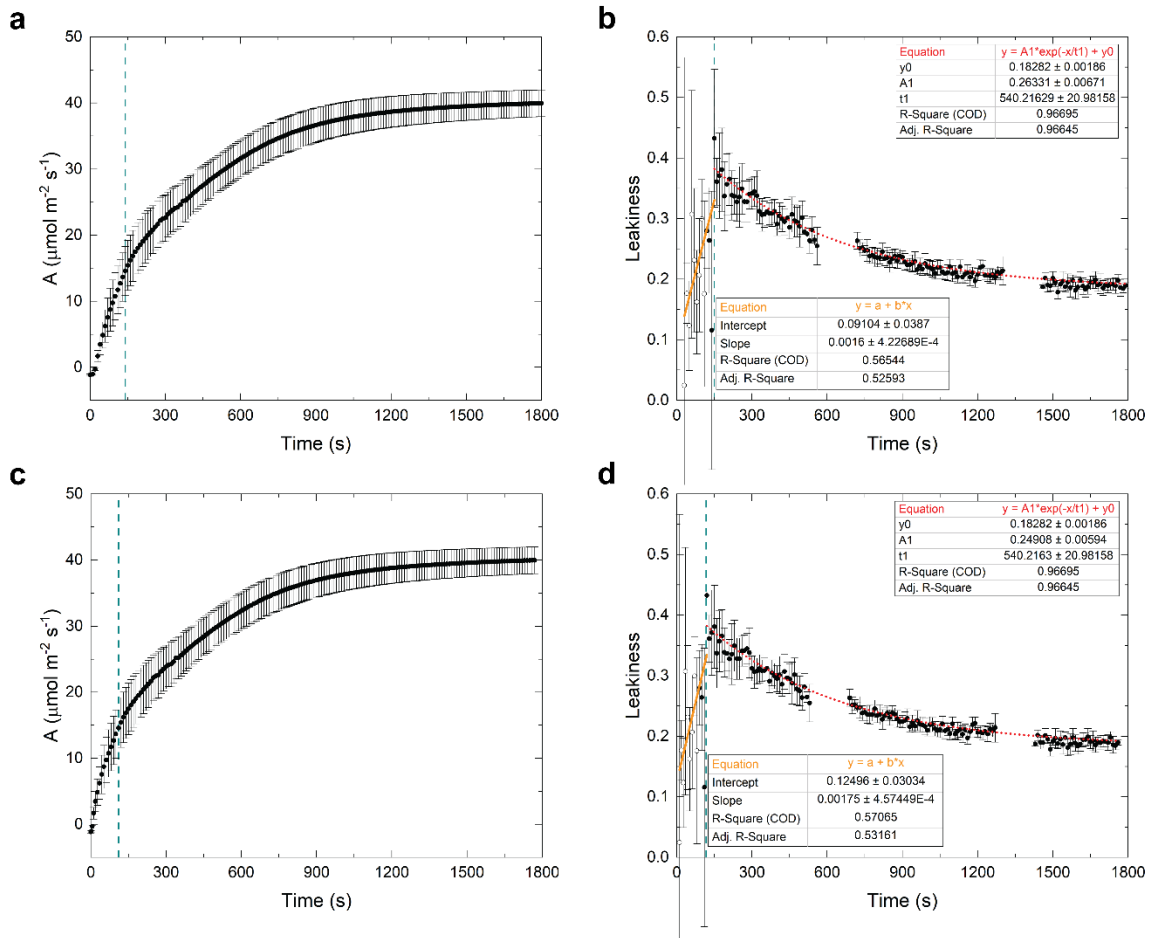 a
50
40
30
20
10
0
A (μmol m⁻² s⁻¹)
0 300 600 900 1200 1500 1800
Time (s)
b
0.6
0.5
0.4
0.3
0.2
0.1
0.0
Leakiness
Equation y = A1*exp(-x/t1) + y0
y0 0.18282 ± 0.00186
A1 0.26331 ± 0.00671
t1 540.21629 ± 20.98158
R-Square (COD) 0.96695
Adj. R-Square 0.96645
Equation y = a + b*x
Intercept 0.09104 ± 0.0387
Slope 0.0016 ± 4.22689E-4
R-Square (COD) 0.56544
Adj. R-Square 0.52593
0 300 600 900 1200 1500 1800
Time (s)
c
50
40
30
20
10
0
A (μmol m⁻² s⁻¹)
0 300 600 900 1200 1500 1800
Time (s)
d
0.6
0.5
0.4
0.3
0.2
0.1
0.0
Leakiness
Equation y = A1*exp(-x/t1) + y0
y0 0.18282 ± 0.00186
A1 0.24908 ± 0.00594
t1 540.2163 ± 20.98158
R-Square (COD) 0.96695
Adj. R-Square 0.96645
Equation y = a + b*x
Intercept 0.12496 ± 0.03034
Slope 0.00175 ± 4.57449E-4
R-Square (COD) 0.57065
Adj. R-Square 0.53161
0 300 600 900 1200 1500 1800
Time (s)